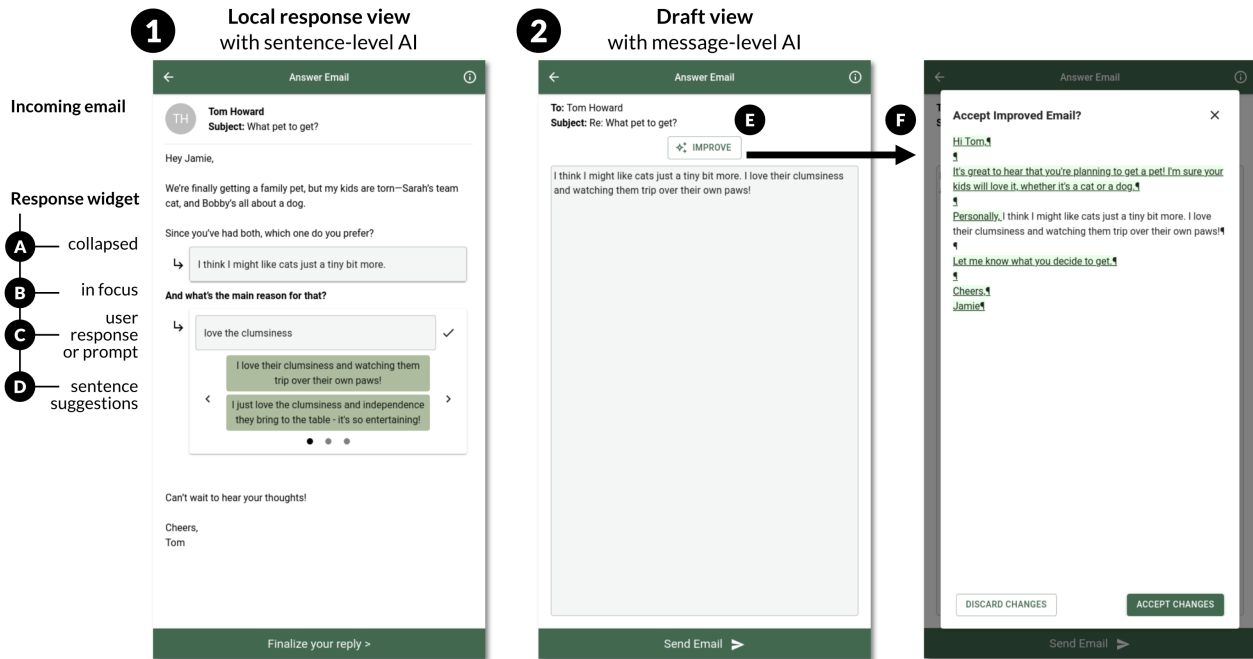 1
Local response view
with sentence-level AI
Incoming email
Answer Email
TH
Tom Howard
Subject: What pet to get?
Hey Jamie,
We're finally getting a family pet, but my kids are torn—Sarah's team
cat, and Bobby's all about a dog.
Since you've had both, which one do you prefer?
I think I might like cats just a tiny bit more.
And what's the main reason for that?
love the clumsiness
I love their clumsiness and watching them
trip over their own paws!
I just love the clumsiness and independence
they bring to the table - it's so entertaining!
Can't wait to hear your thoughts!
Cheers,
Tom
Finalize your reply >
Response widget
A
collapsed
B
in focus
C
user
response
or prompt
D
sentence
suggestions
2
Draft view
with message-level AI
Answer Email
To: Tom Howard
Subject: Re: What pet to get?
E
IMPROVE
I think I might like cats just a tiny bit more. I love their clumsiness
and watching them trip over their own paws!
Send Email
F
Answer Email
Accept Improved Email?
Hi Tom,¶
¶
It's great to hear that you're planning to get a pet! I'm sure your
kids will love it, whether it's a cat or a dog.¶
¶
Personally, I think I might like cats just a tiny bit more. I love
their clumsiness and watching them trip over their own paws!¶
¶
Let me know what you decide to get.¶
¶
Cheers,¶
Jamie¶
DISCARD CHANGES
ACCEPT CHANGES
Send Email